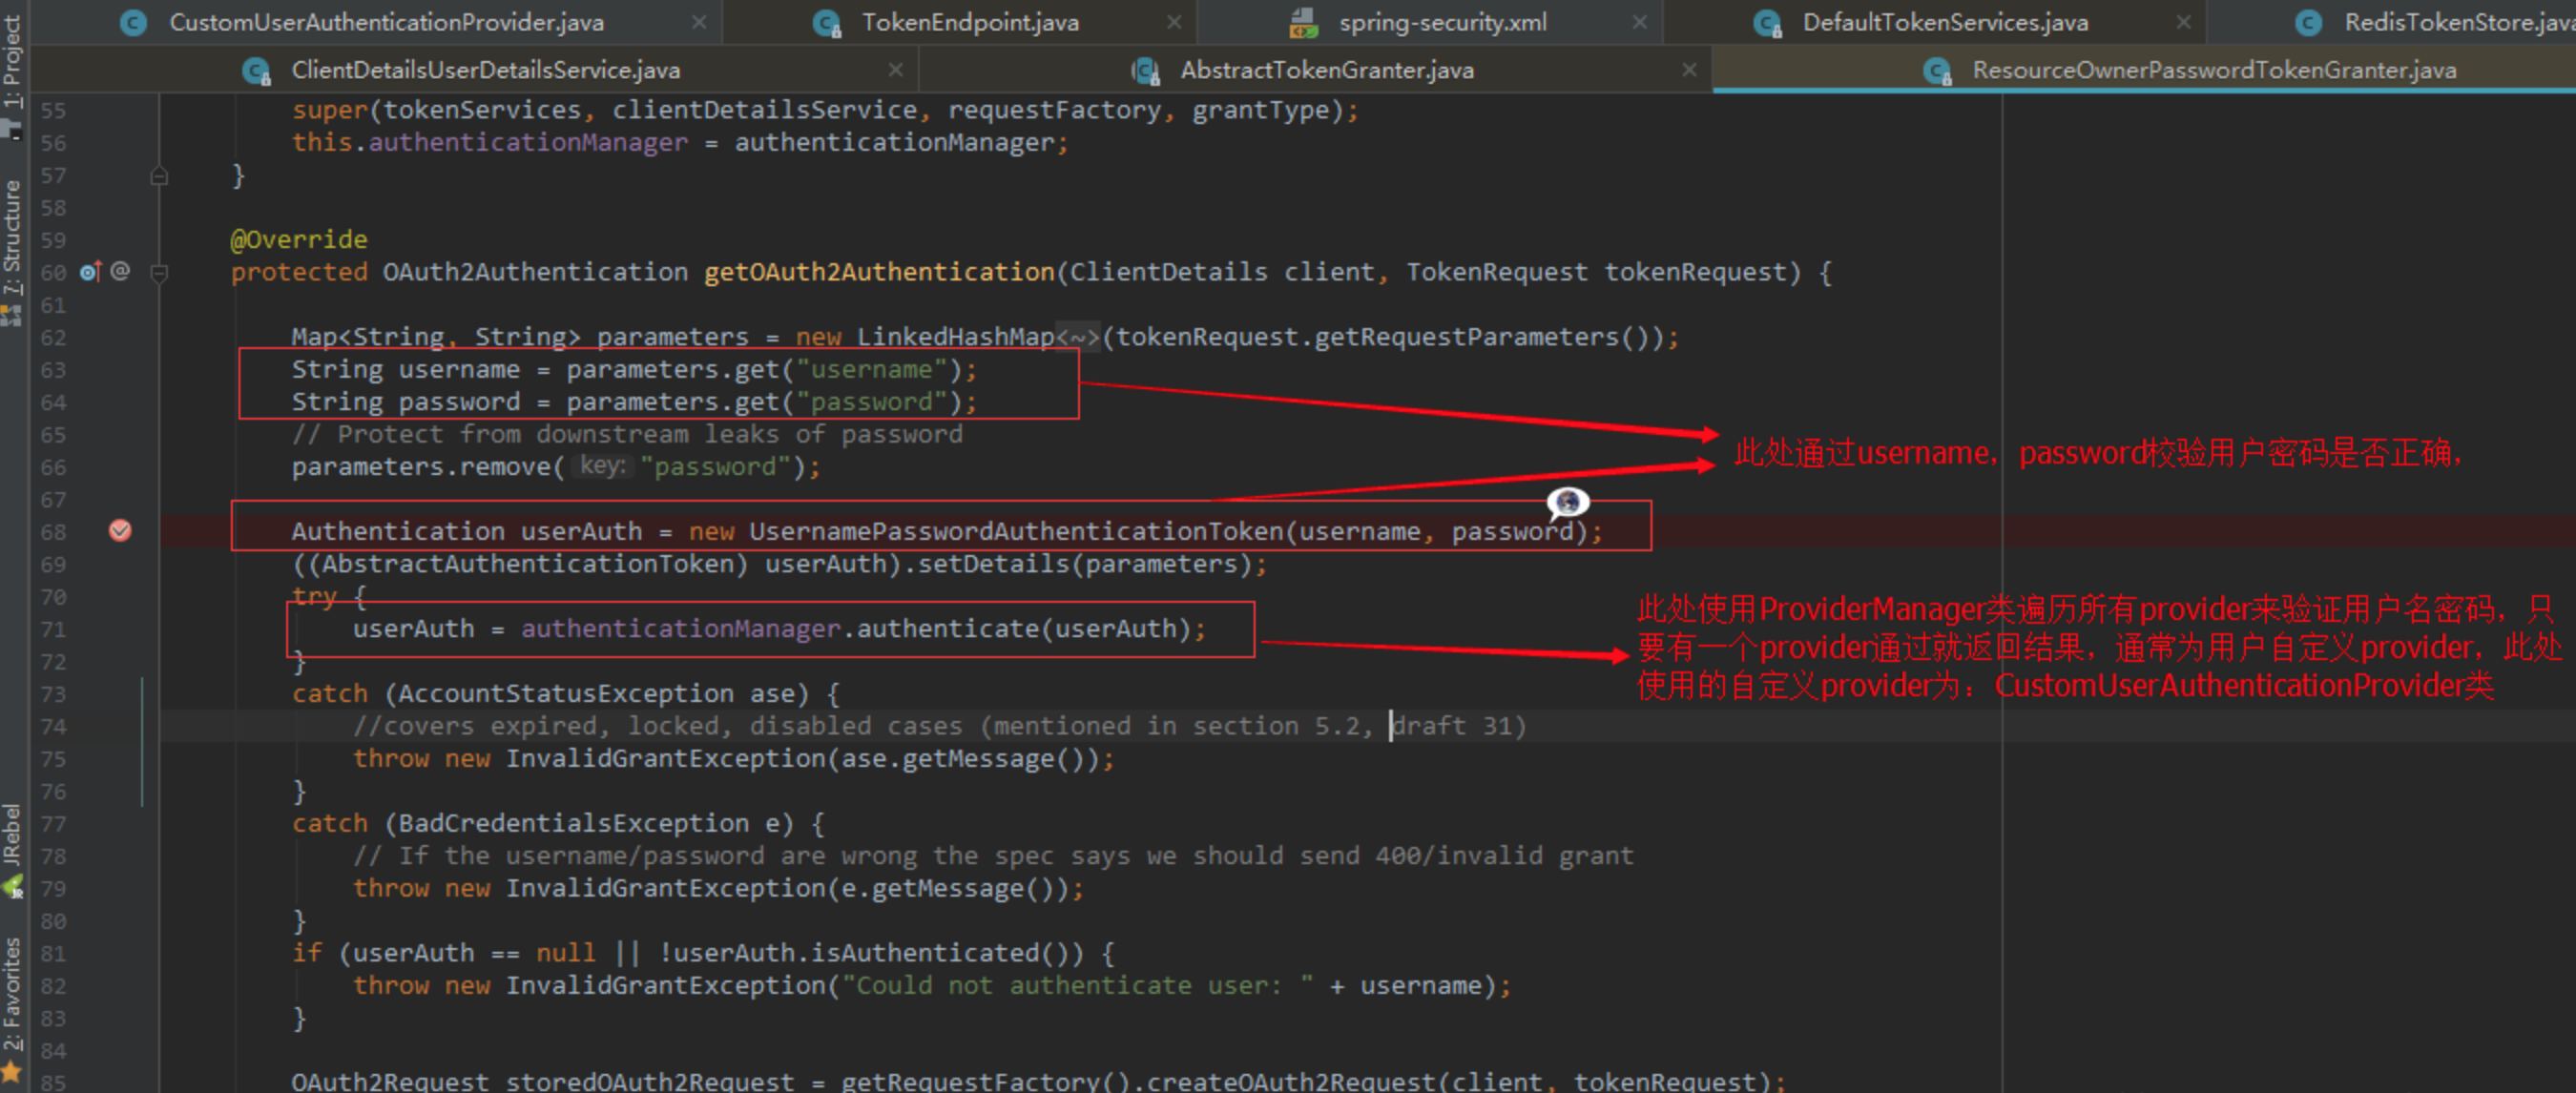 CustomUserAuthenticationProvider.java
TokenEndpoint.java
spring-security.xml
DefaultTokenServices.java
RedisTokenStore.java
ClientDetailsUserDetailsService.java
AbstractTokenGranter.java
ResourceOwnerPasswordTokenGranter.java
1: Project
7: Structure
JRebel
2: Favorites
55 super(tokenServices, clientDetailsService, requestFactory, grantType);
56 this.authenticationManager = authenticationManager;
57 }
58
59 @Override
60 @ protected OAuth2Authentication getOAuth2Authentication(ClientDetails client, TokenRequest tokenRequest) {
61
62 Map<String, String> parameters = new LinkedHashMap<~>(tokenRequest.getRequestParameters());
63 String username = parameters.get("username");
64 String password = parameters.get("password");
65 // Protect from downstream leaks of password
66 parameters.remove( key: "password");
67
68 Authentication userAuth = new UsernamePasswordAuthenticationToken(username, password);
69 ((AbstractAuthenticationToken) userAuth).setDetails(parameters);
70 try {
71 userAuth = authenticationManager.authenticate(userAuth);
72 }
73 catch (AccountStatusException ase) {
74 //covers expired, locked, disabled cases (mentioned in section 5.2, draft 31)
75 throw new InvalidGrantException(ase.getMessage());
76 }
77 catch (BadCredentialsException e) {
78 // If the username/password are wrong the spec says we should send 400/invalid grant
79 throw new InvalidGrantException(e.getMessage());
80 }
81 if (userAuth == null || !userAuth.isAuthenticated()) {
82 throw new InvalidGrantException("Could not authenticate user: " + username);
83 }
84
85 OAuth2Request storedOAuth2Request = getRequestFactory().createOAuth2Request(client, tokenRequest);
此处通过username，password校验用户密码是否正确，
此处使用ProviderManager类遍历所有provider来验证用户名密码，只
要有一个provider通过就返回结果，通常为用户自定义provider，此处
使用的自定义provider为：CustomUserAuthenticationProvider类